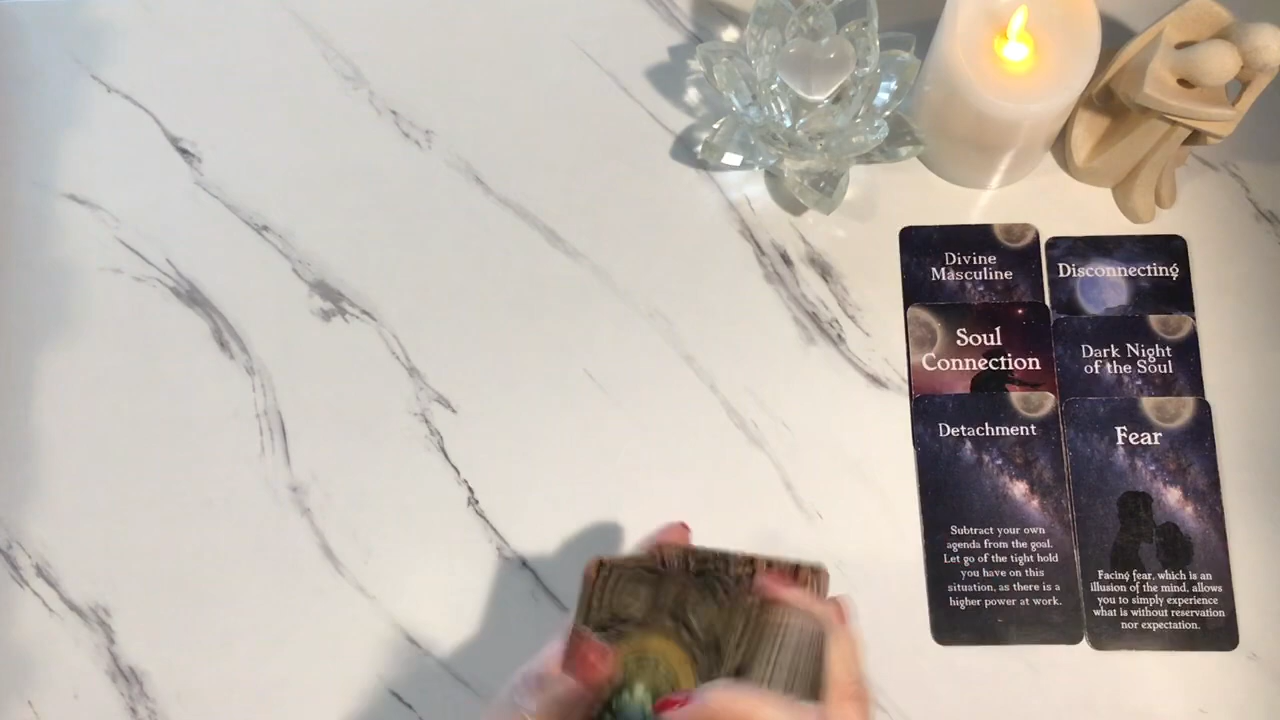 Divine
Masculine
Soul
Connection
Detachment
Subtract your own
agenda from the goal.
Let go of the tight hold
you have on this
situation, as there is a
higher power at work.
Disconnecting
Dark Night
of the Soul
Fear
Facing fear, which is an
illusion of the mind, allows
you to simply experience
what is without reservation
nor expectation.